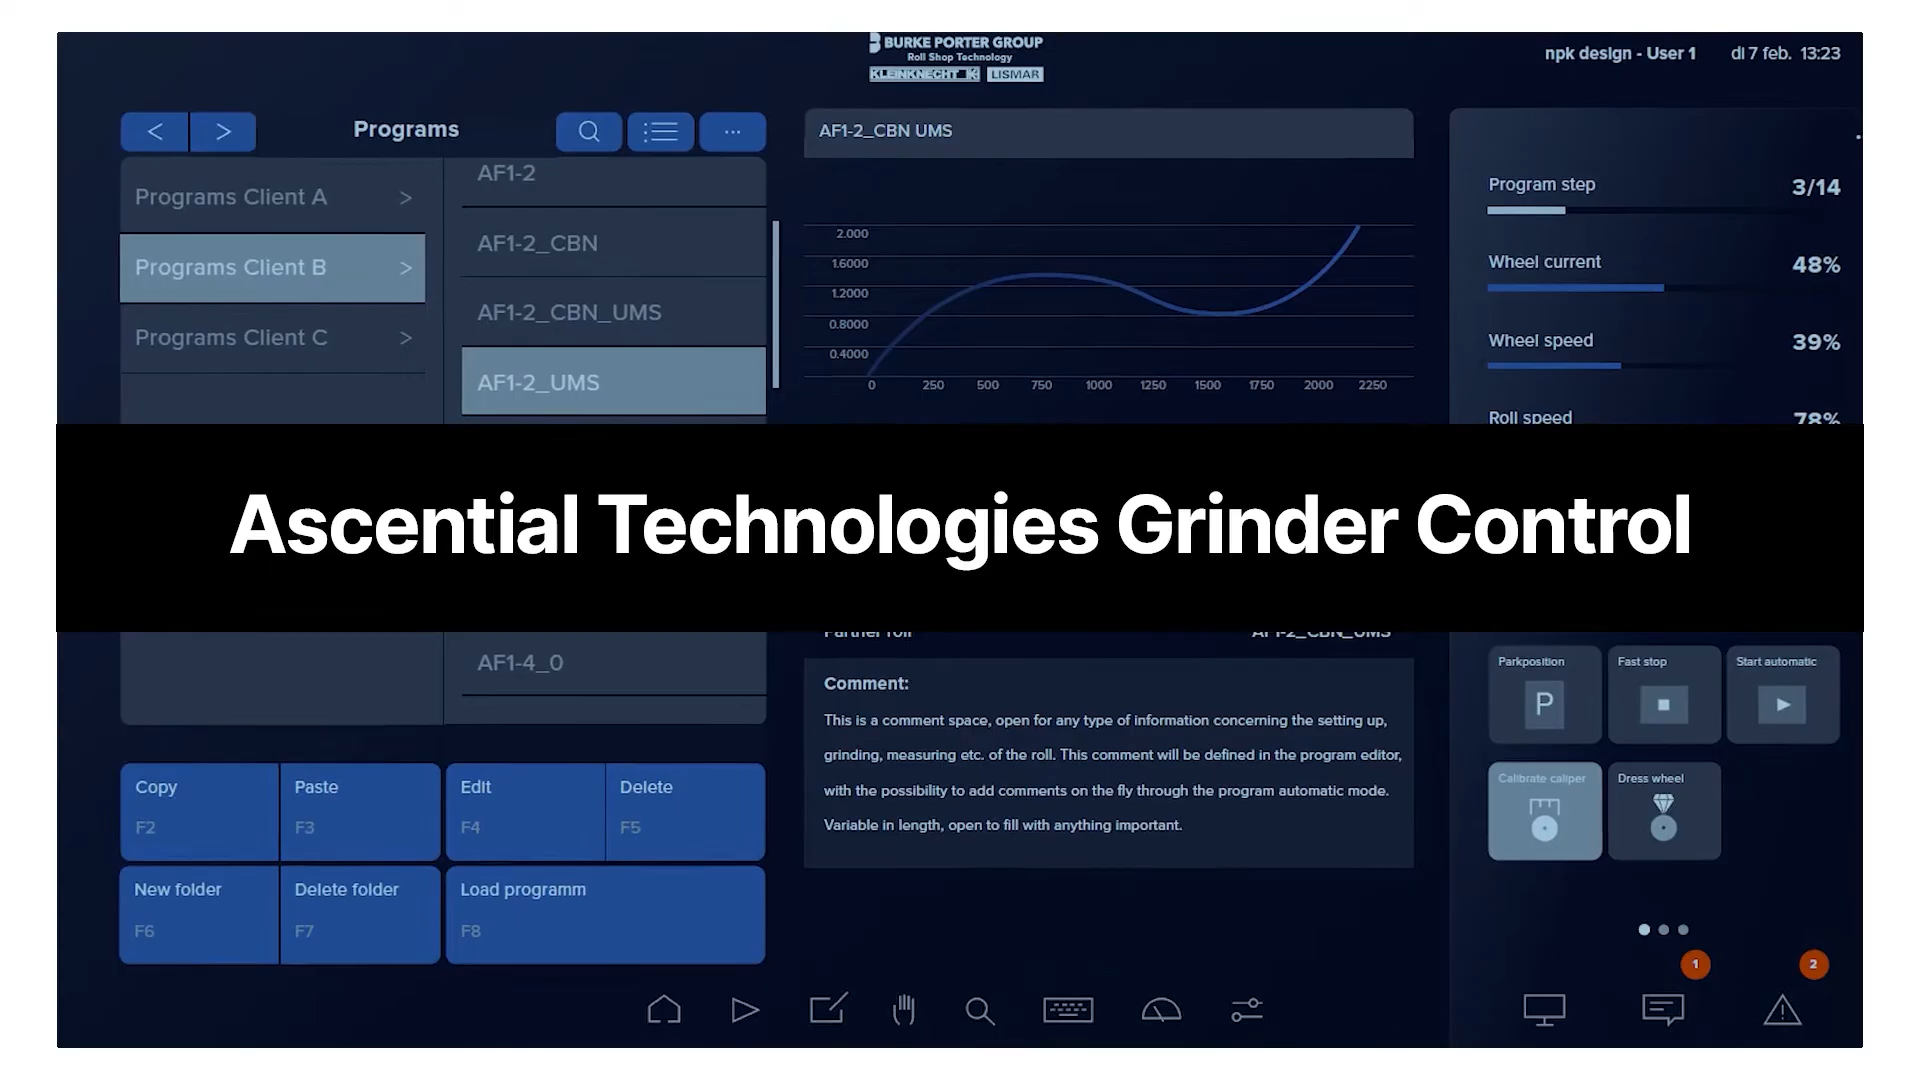 BURKE PORTER GROUP
Roll Shop Technology
KLEINKNECHT LISMAR
npk design - User 1 di 7 feb. 13:23
< > Programs ...
Programs Client A >
Programs Client B >
Programs Client C >
AF1-2
AF1-2_CBN
AF1-2_CBN_UMS
AF1-2_UMS
AF1-2_CBN UMS
2.000
1.6000
1.2000
0.8000
0.4000
0 250 500 750 1000 1250 1500 1750 2000 2250
Program step 3/14
Wheel current 48%
Wheel speed 39%
Roll speed 78%
Ascential Technologies Grinder Control
Partner roll AF1-2_CBN_UMS
AF1-4_0
Comment:
This is a comment space, open for any type of information concerning the setting up,
grinding, measuring etc. of the roll. This comment will be defined in the program editor,
with the possibility to add comments on the fly through the program automatic mode.
Variable in length, open to fill with anything important.
Parkposition Fast stop Start automatic
P
Calibrate caliper Dress wheel
Copy Paste Edit Delete
F2 F3 F4 F5
New folder Delete folder Load programm
F6 F7 F8
1 2